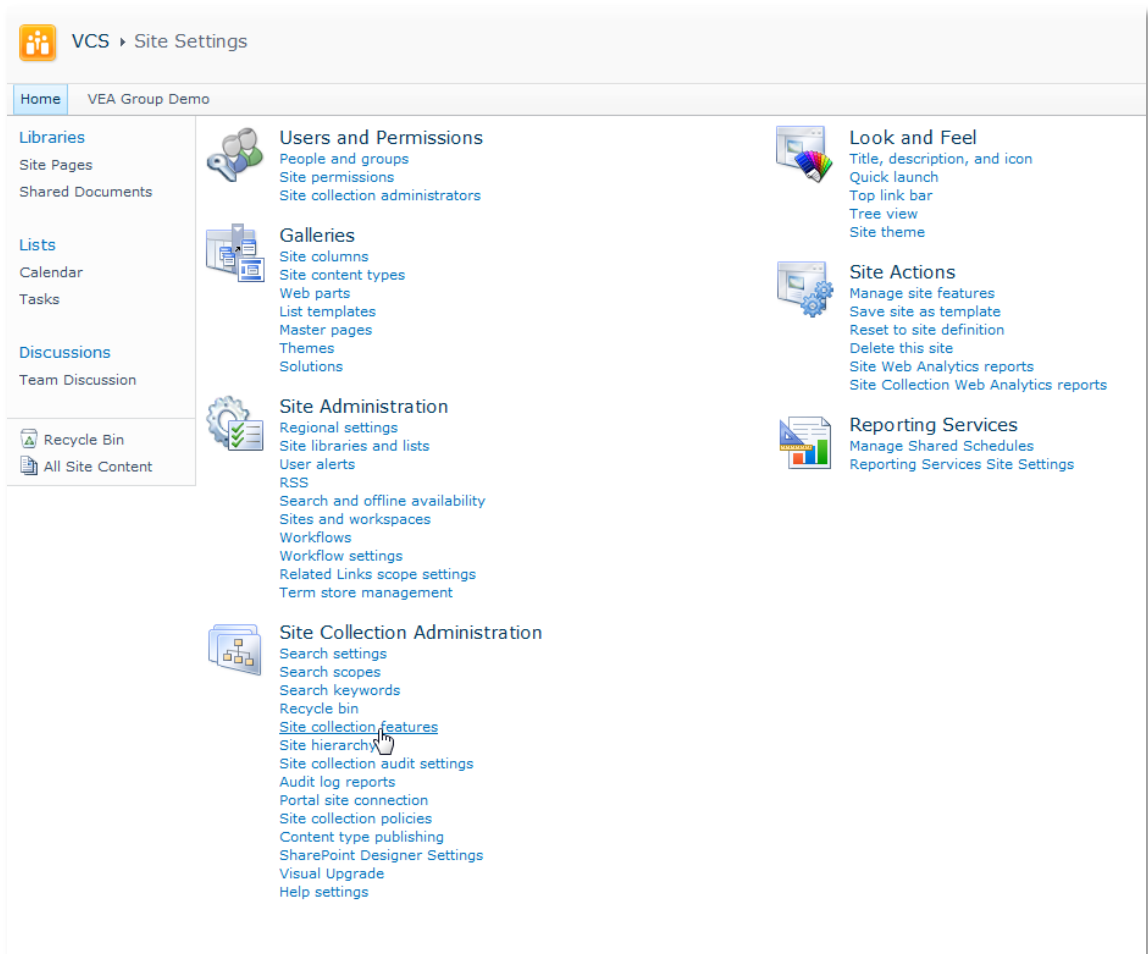 VCS ▸ Site Settings
Home
VEA Group Demo
Libraries
Site Pages
Shared Documents
Lists
Calendar
Tasks
Discussions
Team Discussion
Recycle Bin
All Site Content
Users and Permissions
People and groups
Site permissions
Site collection administrators
Galleries
Site columns
Site content types
Web parts
List templates
Master pages
Themes
Solutions
Site Administration
Regional settings
Site libraries and lists
User alerts
RSS
Search and offline availability
Sites and workspaces
Workflows
Workflow settings
Related Links scope settings
Term store management
Site Collection Administration
Search settings
Search scopes
Search keywords
Recycle bin
Site collection features
Site hierarchy
Site collection audit settings
Audit log reports
Portal site connection
Site collection policies
Content type publishing
SharePoint Designer Settings
Visual Upgrade
Help settings
Look and Feel
Title, description, and icon
Quick launch
Top link bar
Tree view
Site theme
Site Actions
Manage site features
Save site as template
Reset to site definition
Delete this site
Site Web Analytics reports
Site Collection Web Analytics reports
Reporting Services
Manage Shared Schedules
Reporting Services Site Settings